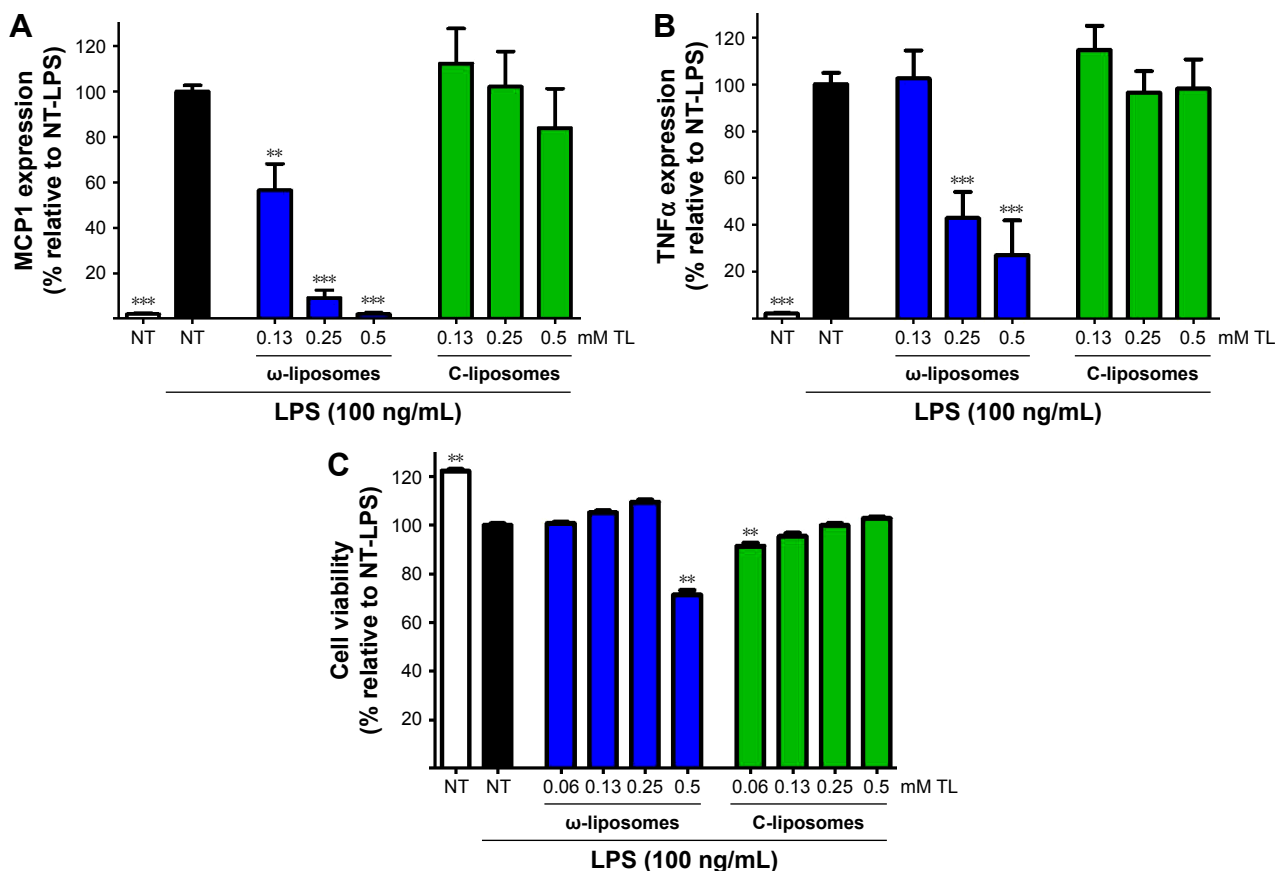 A
MCP1 expression
(% relative to NT-LPS)
120
100
80
60
40
20
***
**
***
***
NT NT 0.13 0.25 0.5 0.13 0.25 0.5 mM TL
ω-liposomes C-liposomes
LPS (100 ng/mL)
B
TNFα expression
(% relative to NT-LPS)
120
100
80
60
40
20
***
***
***
NT NT 0.13 0.25 0.5 0.13 0.25 0.5 mM TL
ω-liposomes C-liposomes
LPS (100 ng/mL)
C
Cell viability
(% relative to NT-LPS)
120
100
80
60
40
20
**
**
**
NT NT 0.06 0.13 0.25 0.5 0.06 0.13 0.25 0.5 mM TL
ω-liposomes C-liposomes
LPS (100 ng/mL)